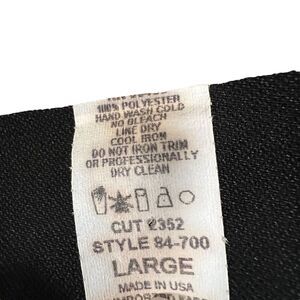 100% POLYESTER
HAND WASH COLD
NO BLEACH
LINE DRY
COOL IRON
DO NOT IRON TRIM
OR PROFESSIONALLY
DRY CLEAN
CUT 2352
STYLE 84-700
LARGE
MADE IN USA
IMPORTED